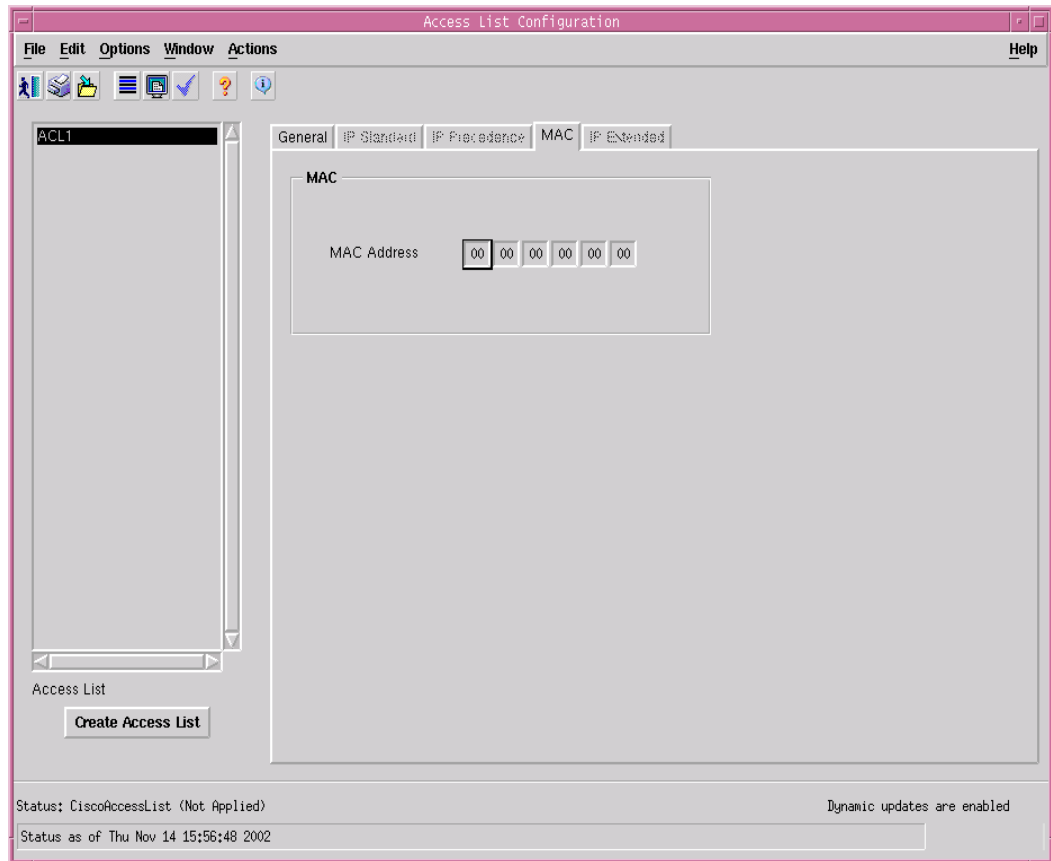 Access List Configuration
File Edit Options Window Actions Help
ACL1
General IP Standard IP Precedence MAC IP Extended
MAC
MAC Address 00 00 00 00 00 00
Access List
Create Access List
Status: CiscoAccessList (Not Applied) Dynamic updates are enabled
Status as of Thu Nov 14 15:56:48 2002